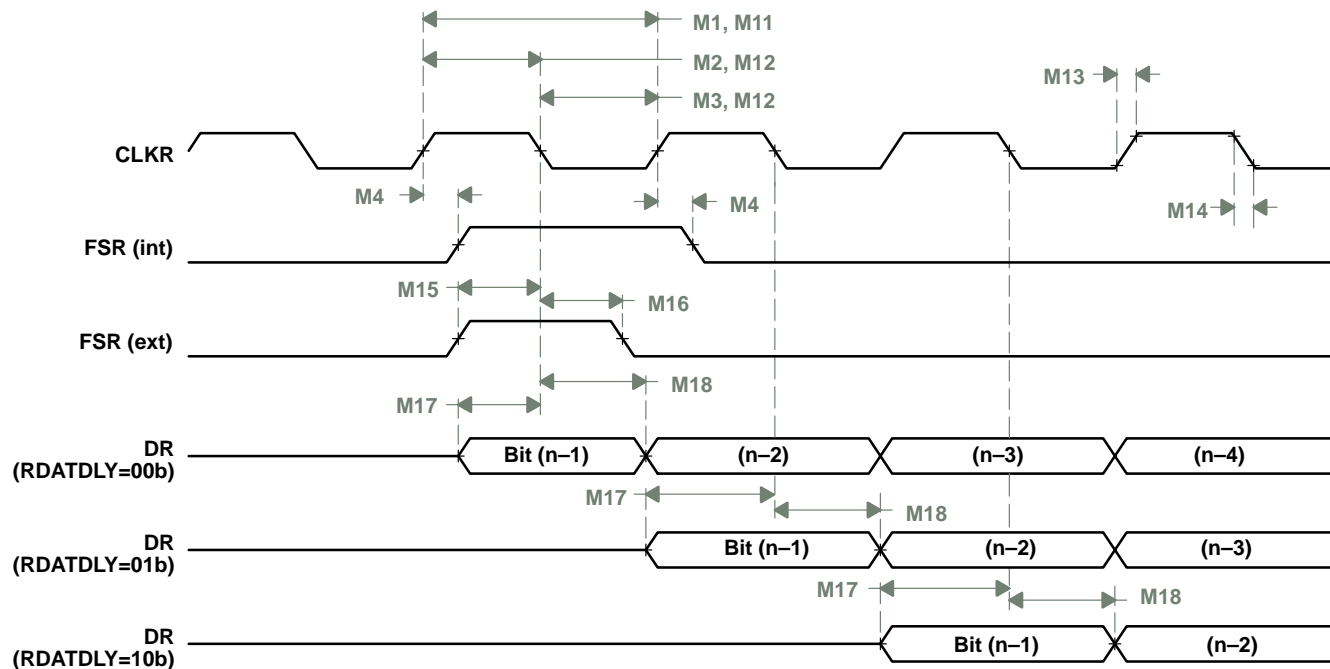 M1, M11
M2, M12
M3, M12
M13
CLKR
M4
M4
M14
FSR (int)
M15
M16
FSR (ext)
M18
M17
DR
(RDATDLY=00b)
Bit (n–1)
(n–2)
(n–3)
(n–4)
M17
M18
DR
(RDATDLY=01b)
Bit (n–1)
(n–2)
(n–3)
M17
M18
DR
(RDATDLY=10b)
Bit (n–1)
(n–2)